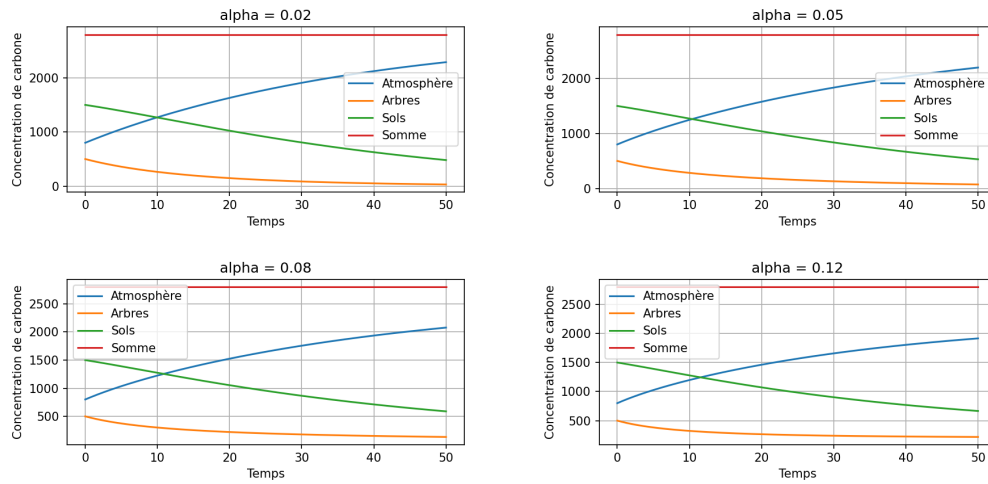 alpha = 0.02
Concentration de carbone
2000
1000
0
Atmosphère
Arbres
Sols
Somme
0 10 20 30 40 50
Temps
alpha = 0.05
Concentration de carbone
2000
1000
0
Atmosphère
Arbres
Sols
Somme
0 10 20 30 40 50
Temps
alpha = 0.08
Concentration de carbone
2500
2000
1500
1000
500
Atmosphère
Arbres
Sols
Somme
0 10 20 30 40 50
Temps
alpha = 0.12
Concentration de carbone
2500
2000
1500
1000
500
Atmosphère
Arbres
Sols
Somme
0 10 20 30 40 50
Temps